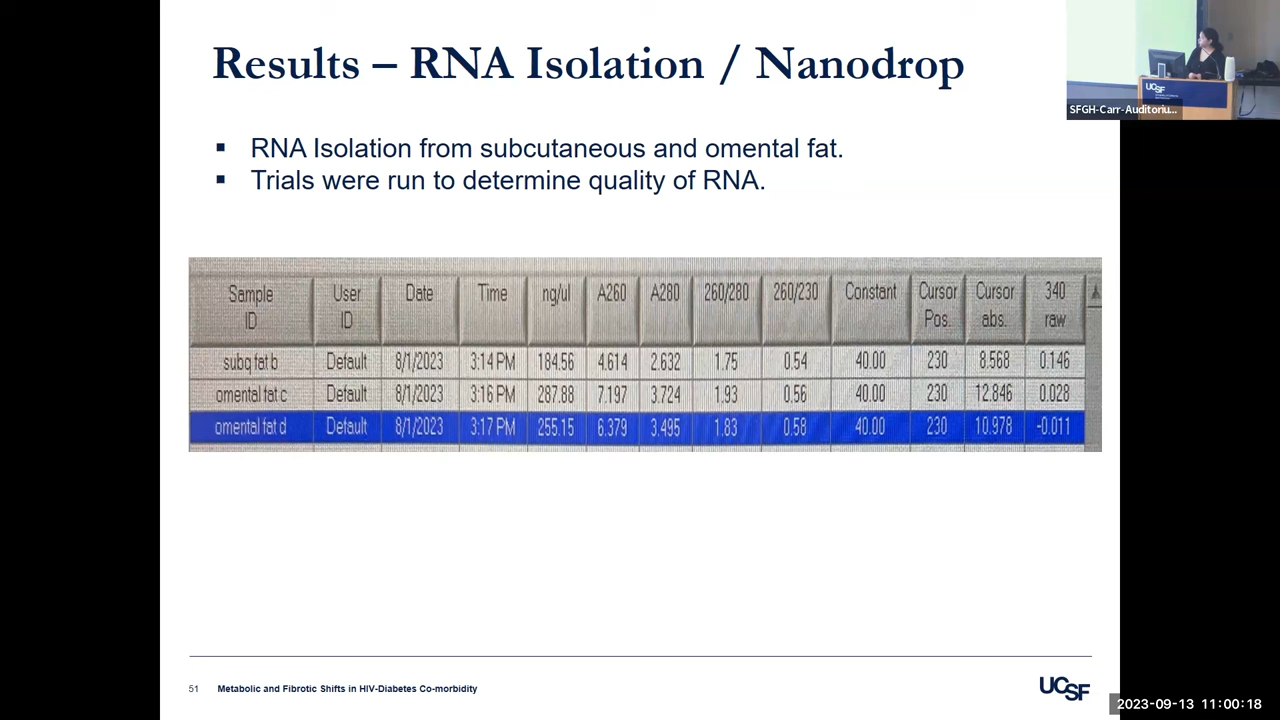 Results – RNA Isolation / Nanodrop
UCSF
SFGH-Carr-Auditoriu...
▪ RNA Isolation from subcutaneous and omental fat.
▪ Trials were run to determine quality of RNA.
Sample ID User ID Date Time ng/ul A260 A280 260/280 260/230 Constant Cursor Pos. Cursor abs. 340 raw
subq fat b Default 8/1/2023 3:14 PM 184.56 4.614 2.632 1.75 0.54 40.00 230 8.568 0.146
omental fat c Default 8/1/2023 3:16 PM 287.88 7.197 3.724 1.93 0.56 40.00 230 12.846 0.028
omental fat d Default 8/1/2023 3:17 PM 255.15 6.379 3.495 1.83 0.58 40.00 230 10.978 -0.011
51 Metabolic and Fibrotic Shifts in HIV-Diabetes Co-morbidity
UCSF
2023-09-13 11:00:18